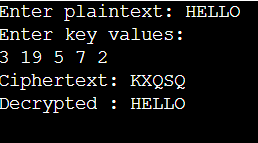 Enter plaintext: HELLO
Enter key values:
3 19 5 7 2
Ciphertext: KXQSQ
Decrypted : HELLO